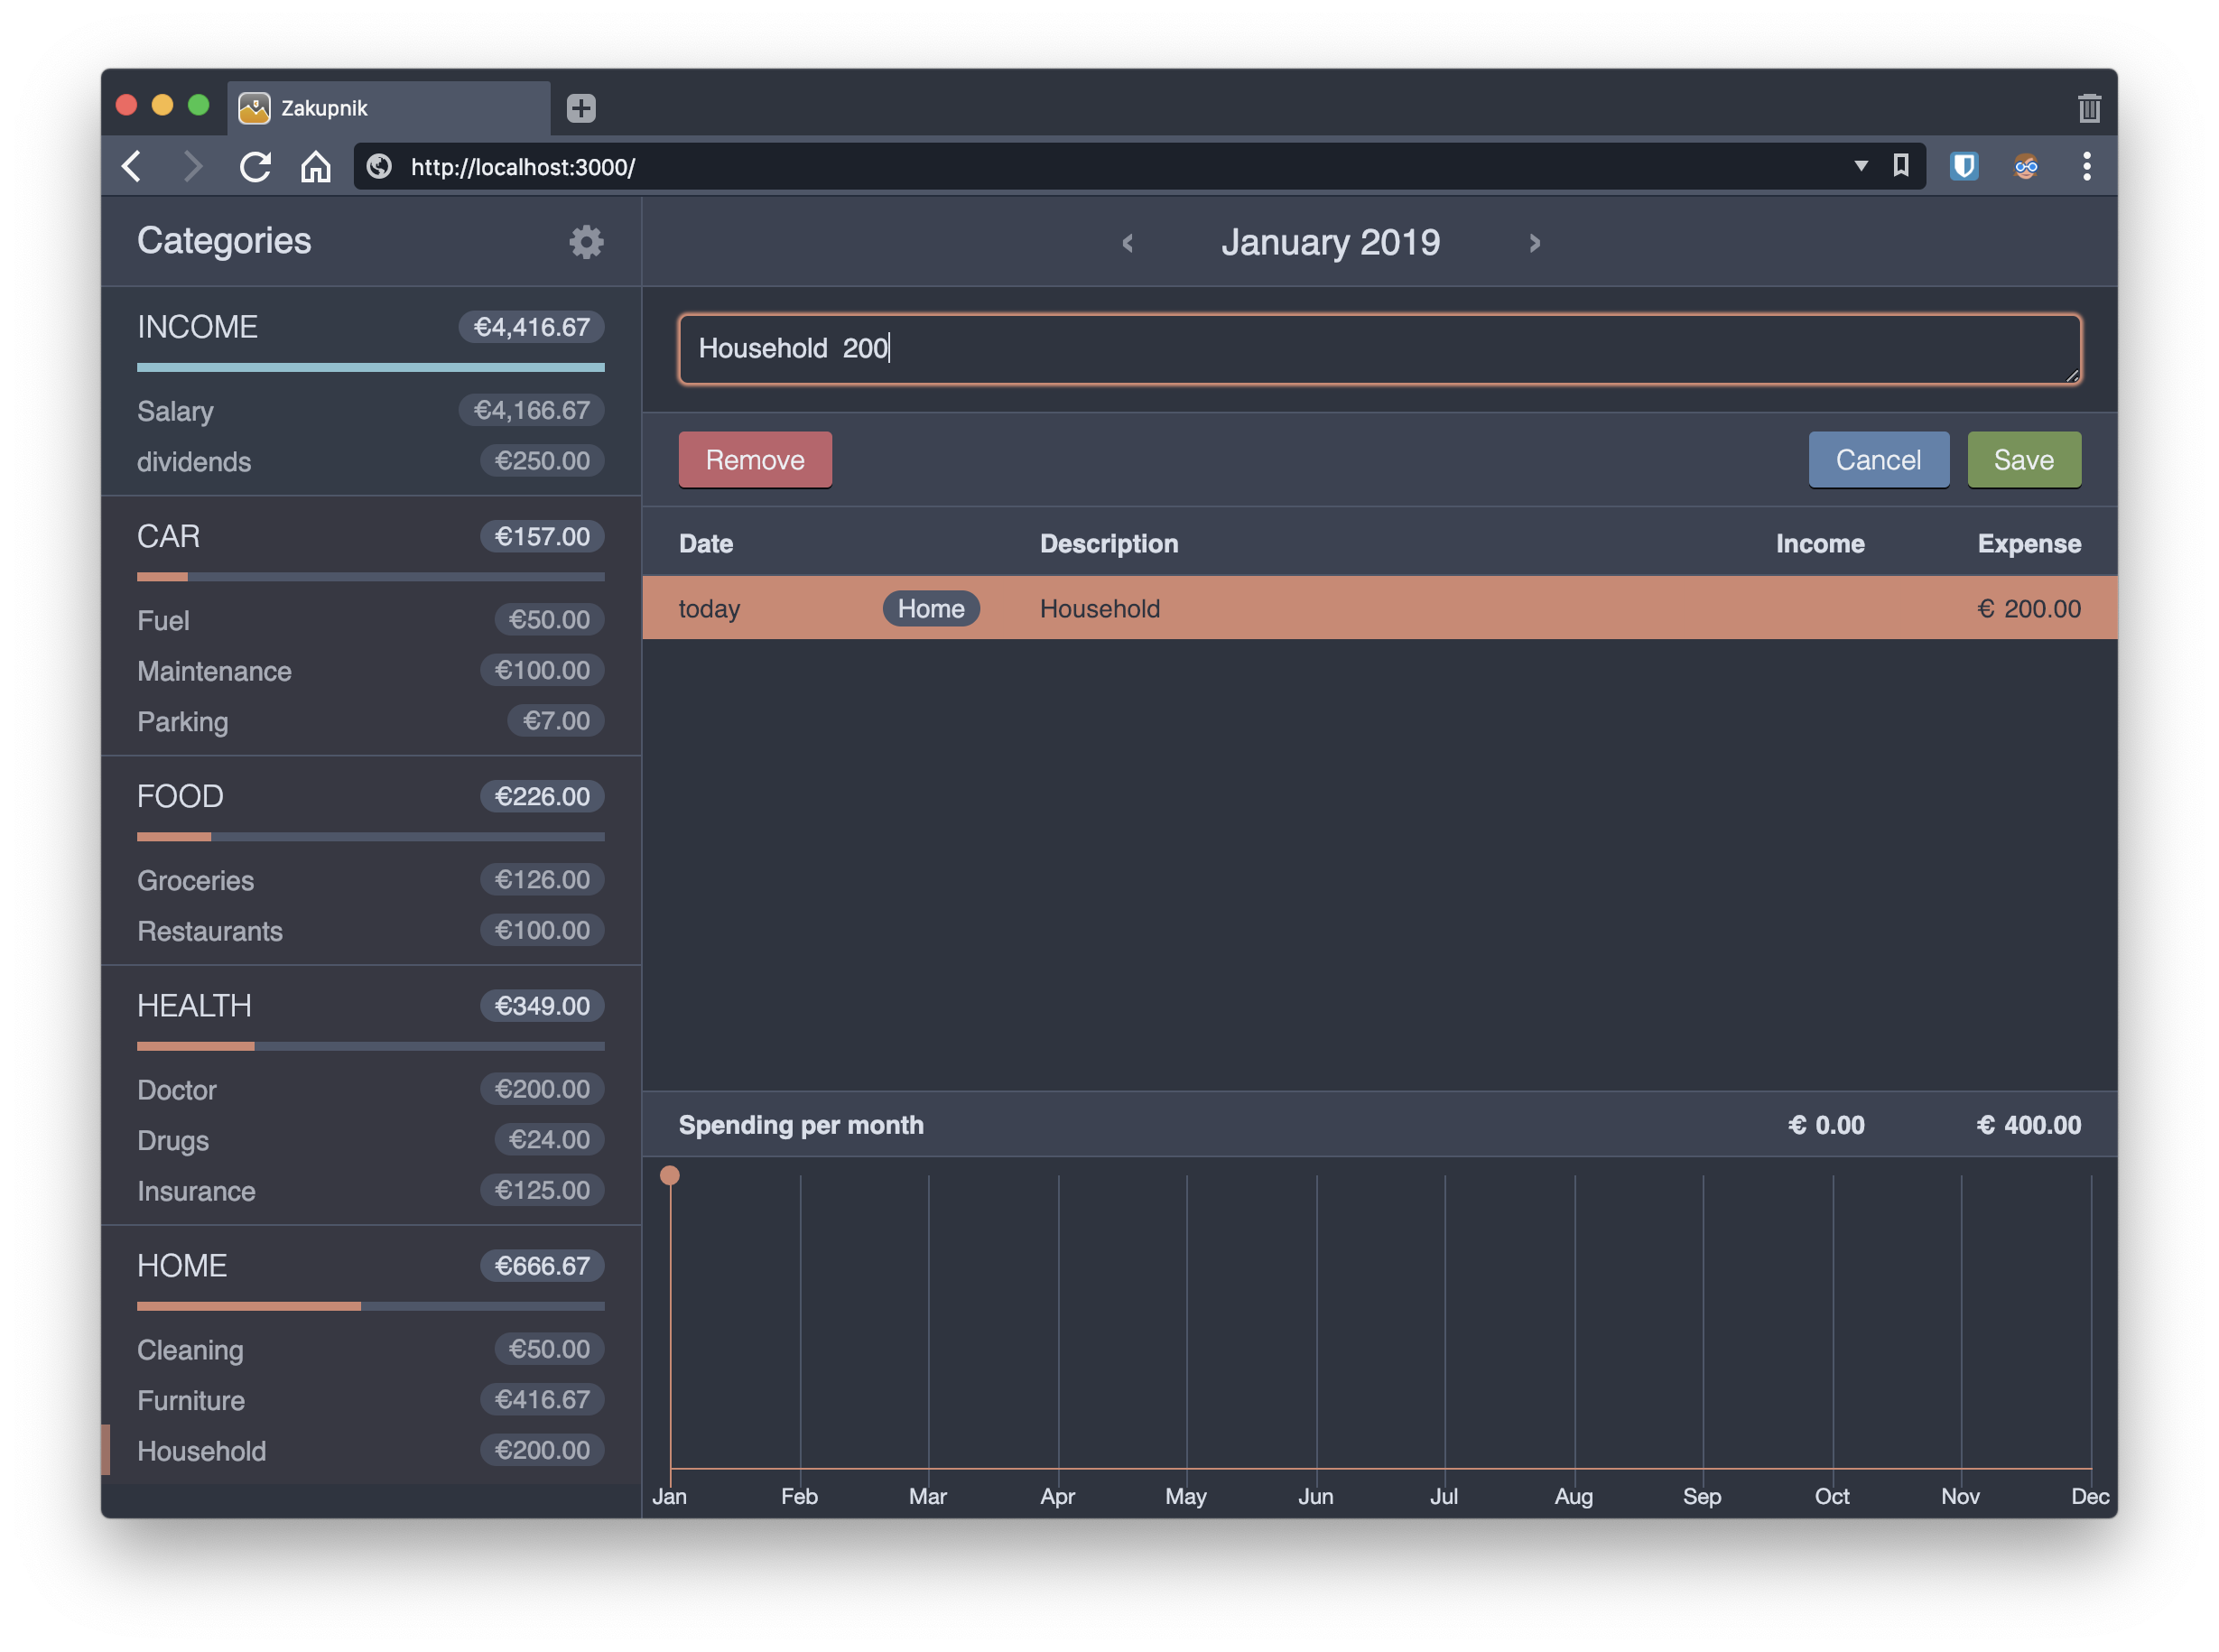 Zakupnik
http://localhost:3000/
Categories
INCOME €4,416.67
Salary €4,166.67
dividends €250.00
CAR €157.00
Fuel €50.00
Maintenance €100.00
Parking €7.00
FOOD €226.00
Groceries €126.00
Restaurants €100.00
HEALTH €349.00
Doctor €200.00
Drugs €24.00
Insurance €125.00
HOME €666.67
Cleaning €50.00
Furniture €416.67
Household €200.00
‹ January 2019 ›
Household 200
Remove Cancel Save
Date Description Income Expense
today Home Household € 200.00
Spending per month € 0.00 € 400.00
Jan Feb Mar Apr May Jun Jul Aug Sep Oct Nov Dec